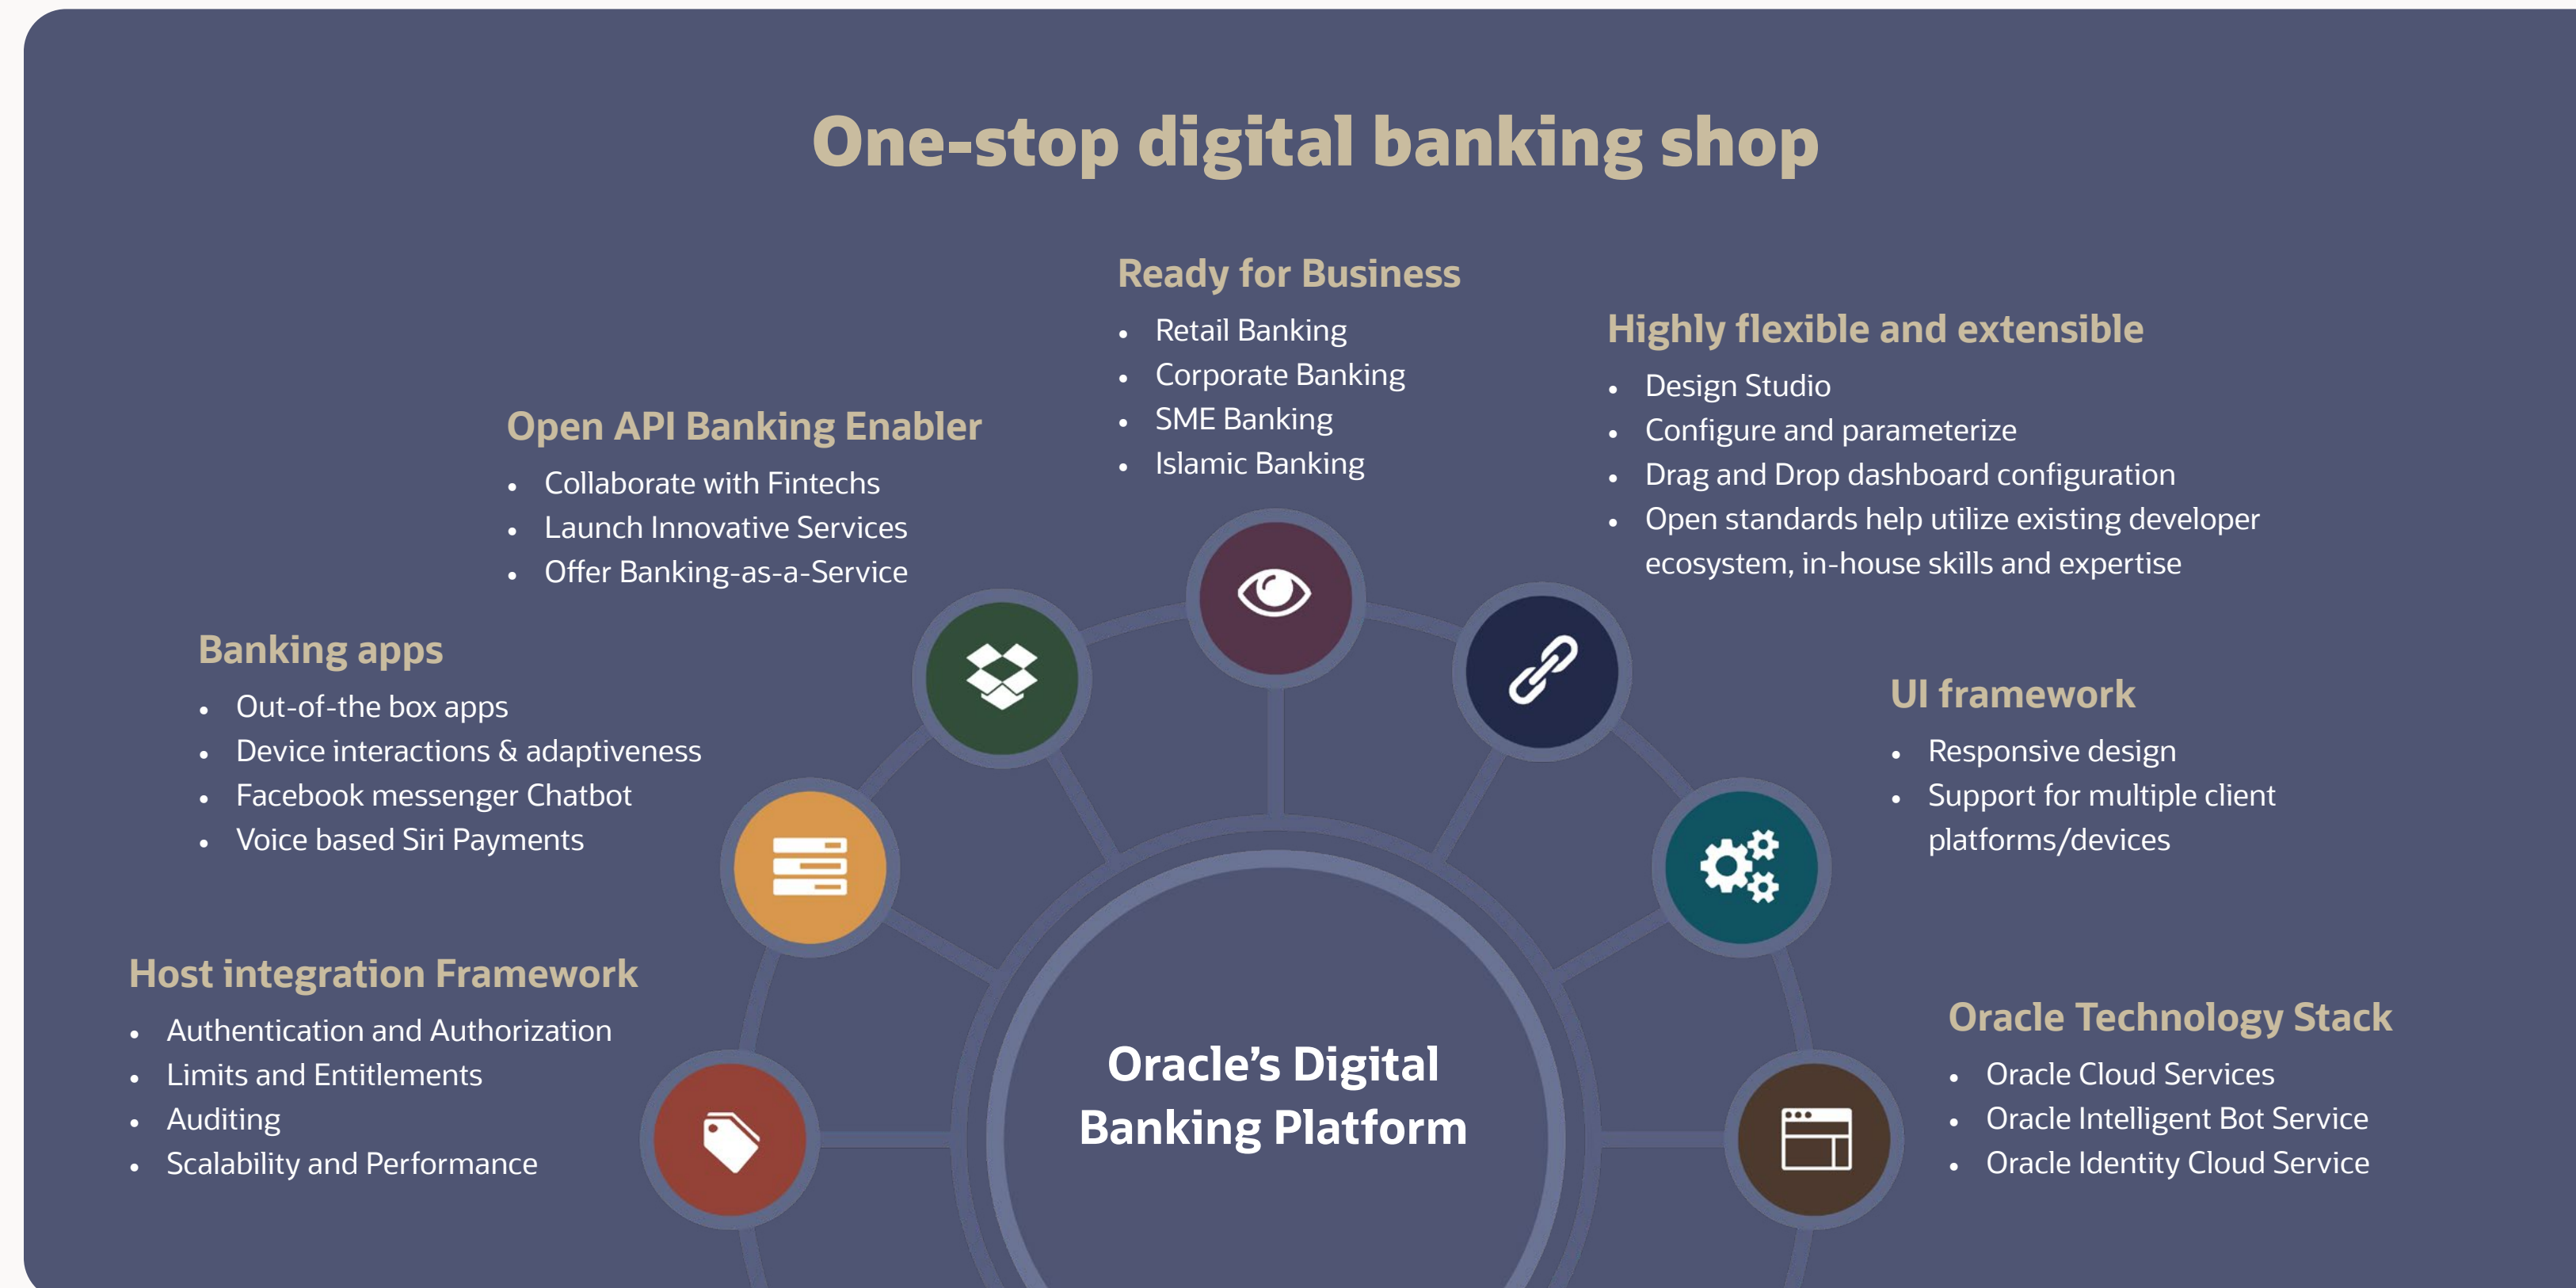 One-stop digital banking shop
Ready for Business
• Retail Banking
• Corporate Banking
• SME Banking
• Islamic Banking
Highly flexible and extensible
• Design Studio
• Configure and parameterize
• Drag and Drop dashboard configuration
• Open standards help utilize existing developer
ecosystem, in-house skills and expertise
Open API Banking Enabler
• Collaborate with Fintechs
• Launch Innovative Services
• Offer Banking-as-a-Service
Banking apps
• Out-of-the box apps
• Device interactions & adaptiveness
• Facebook messenger Chatbot
• Voice based Siri Payments
UI framework
• Responsive design
• Support for multiple client
platforms/devices
Host integration Framework
• Authentication and Authorization
• Limits and Entitlements
• Auditing
• Scalability and Performance
Oracle’s Digital
Banking Platform
Oracle Technology Stack
• Oracle Cloud Services
• Oracle Intelligent Bot Service
• Oracle Identity Cloud Service